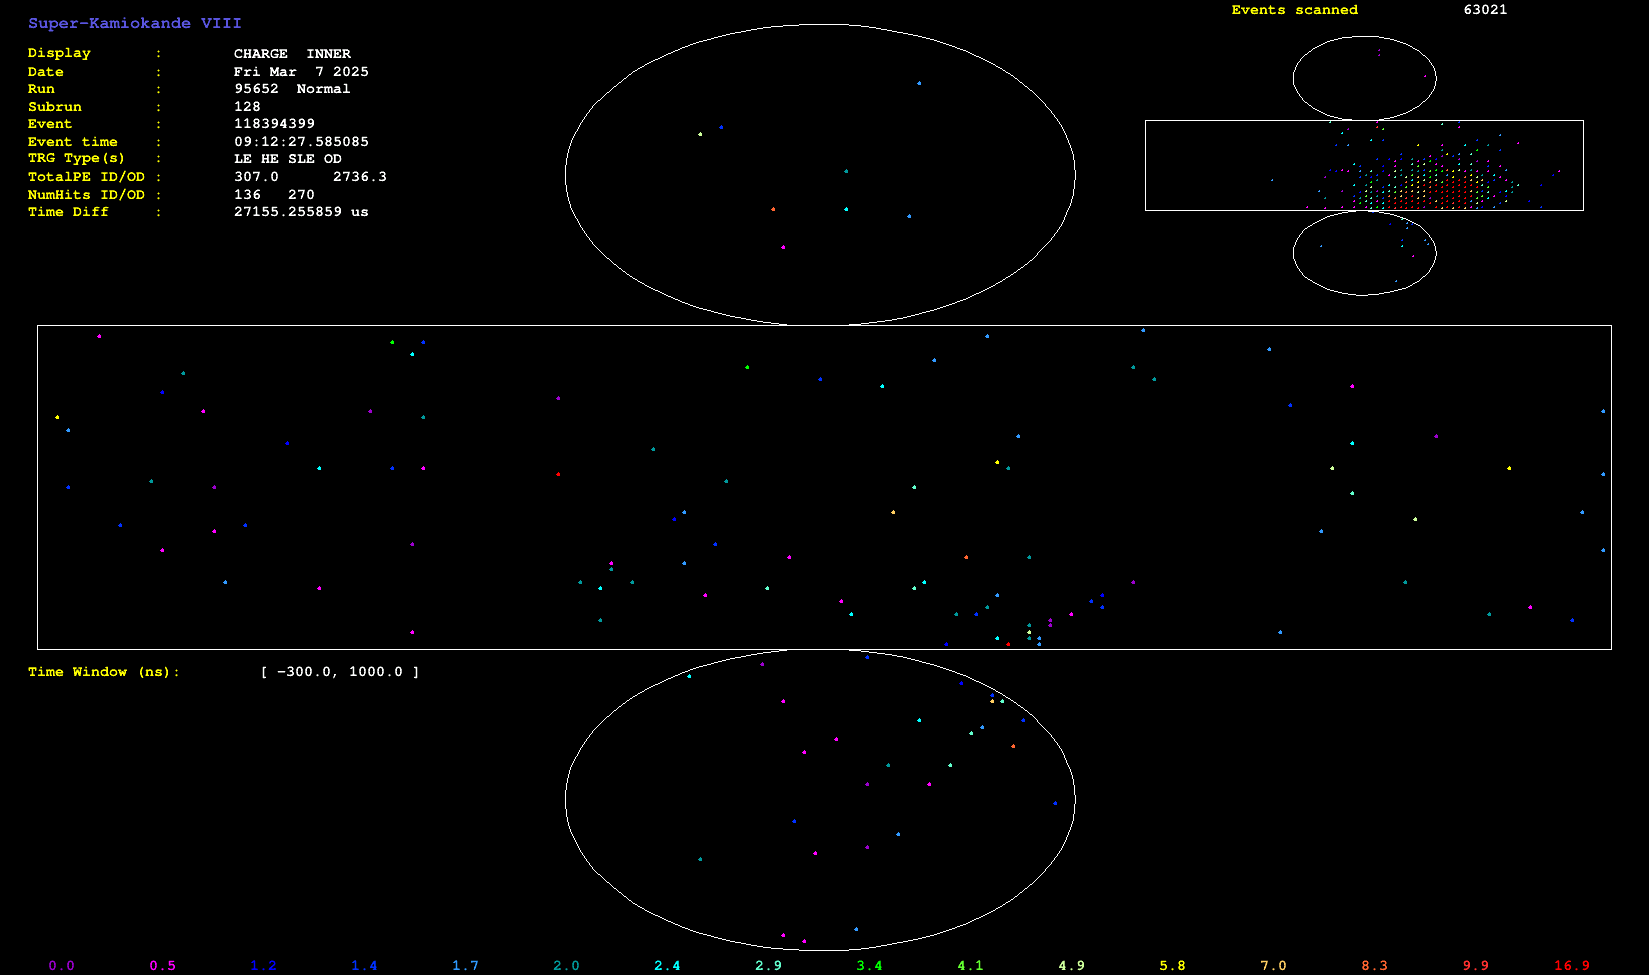 Super-Kamiokande VIII
Events scanned 63021
Display : CHARGE INNER
Date : Fri Mar 7 2025
Run : 95652 Normal
Subrun : 128
Event : 118394399
Event time : 09:12:27.585085
TRG Type(s) : LE HE SLE OD
TotalPE ID/OD : 307.0 2736.3
NumHits ID/OD : 136 270
Time Diff : 27155.255859 us
Time Window (ns): [ -300.0, 1000.0 ]
0.0 0.5 1.2 1.4 1.7 2.0 2.4 2.9 3.4 4.1 4.9 5.8 7.0 8.3 9.9 16.9